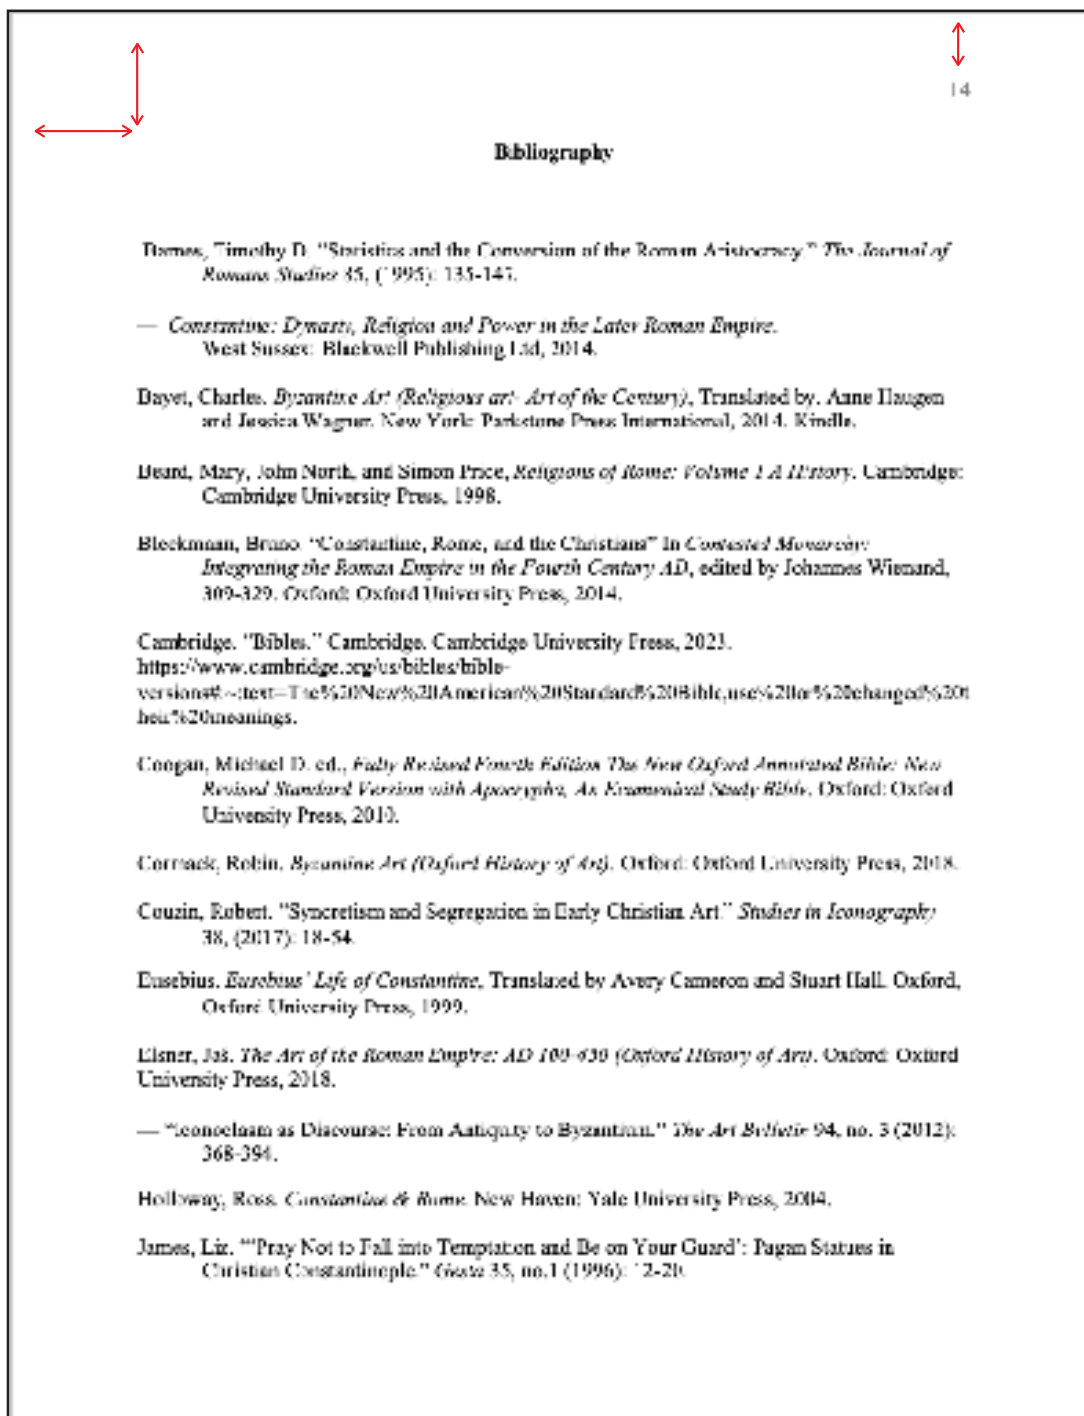 14
Bibliography
Barnes, Timothy D. “Statistics and the Conversion of the Roman Aristocracy.” The Journal of
Romans Studies 85, (1995): 135-147.
— Constantine: Dynasty, Religion and Power in the Later Roman Empire.
West Sussex: Blackwell Publishing Ltd, 2014.
Bayet, Charles. Byzantine Art (Religious art- Art of the Century), Translated by. Anne Haugen
and Jessica Wagner. New York: Parkstone Press International, 2014. Kindle.
Beard, Mary, John North, and Simon Price, Religions of Rome: Volume 1 A History. Cambridge:
Cambridge University Press, 1998.
Bleckmann, Bruno. “Constantine, Rome, and the Christians” In Contested Monarchy:
Integrating the Roman Empire in the Fourth Century AD, edited by Johannes Wienand,
309-329. Oxford: Oxford University Press, 2014.
Cambridge. “Bibles.” Cambridge. Cambridge University Press, 2023.
https://www.cambridge.org/us/bibles/bible-
versions#:~:text=The%20New%20American%20Standard%20Bible,use%20or%20changed%20t
heir%20meanings.
Coogan, Michael D. ed., Fully Revised Fourth Edition The New Oxford Annotated Bible: New
Revised Standard Version with Apocrypha, An Ecumenical Study Bible. Oxford: Oxford
University Press, 2010.
Cormack, Robin. Byzantine Art (Oxford History of Art). Oxford: Oxford University Press, 2018.
Couzin, Robert. “Syncretism and Segregation in Early Christian Art.” Studies in Iconography
38, (2017): 18-54.
Eusebius. Eusebius’ Life of Constantine, Translated by Avery Cameron and Stuart Hall. Oxford,
Oxford University Press, 1999.
Elsner, Jaś. The Art of the Roman Empire: AD 100-450 (Oxford History of Art). Oxford: Oxford
University Press, 2018.
— “Iconoclasm as Discourse: From Antiquity to Byzantium.” The Art Bulletin 94, no. 3 (2012):
368-394.
Holloway, Ross. Constantine & Rome. New Haven: Yale University Press, 2004.
James, Liz. “‘Pray Not to Fall into Temptation and Be on Your Guard’: Pagan Statues in
Christian Constantinople.” Gesta 35, no.1 (1996): 12-20.